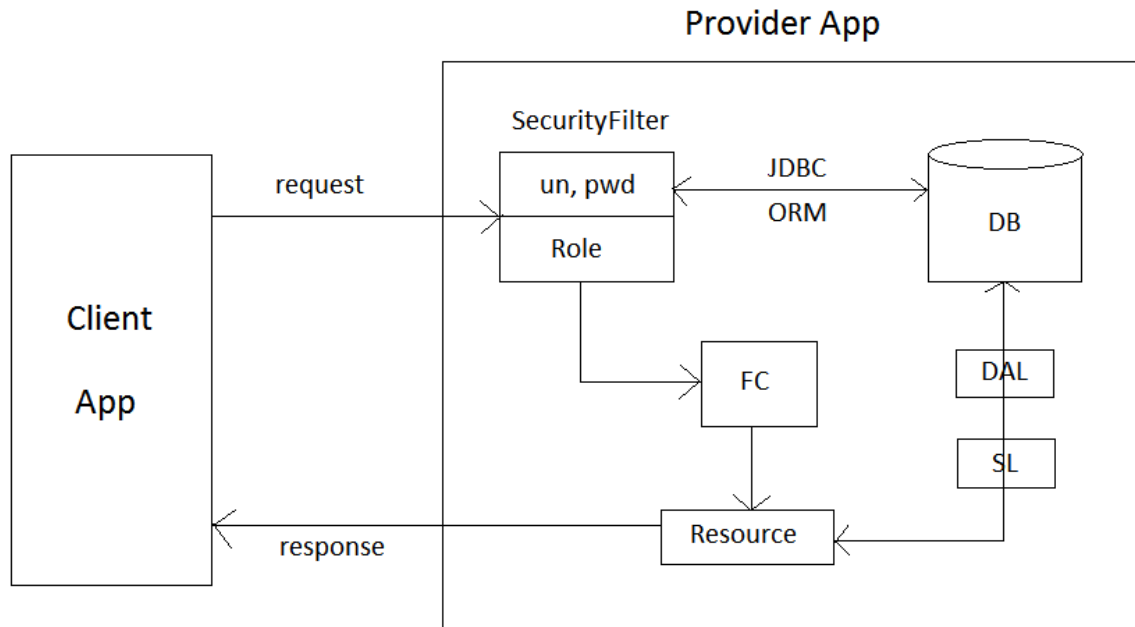 Provider App
SecurityFilter
request
un, pwd
JDBC
ORM
Role
DB
Client
App
FC
DAL
SL
Resource
response